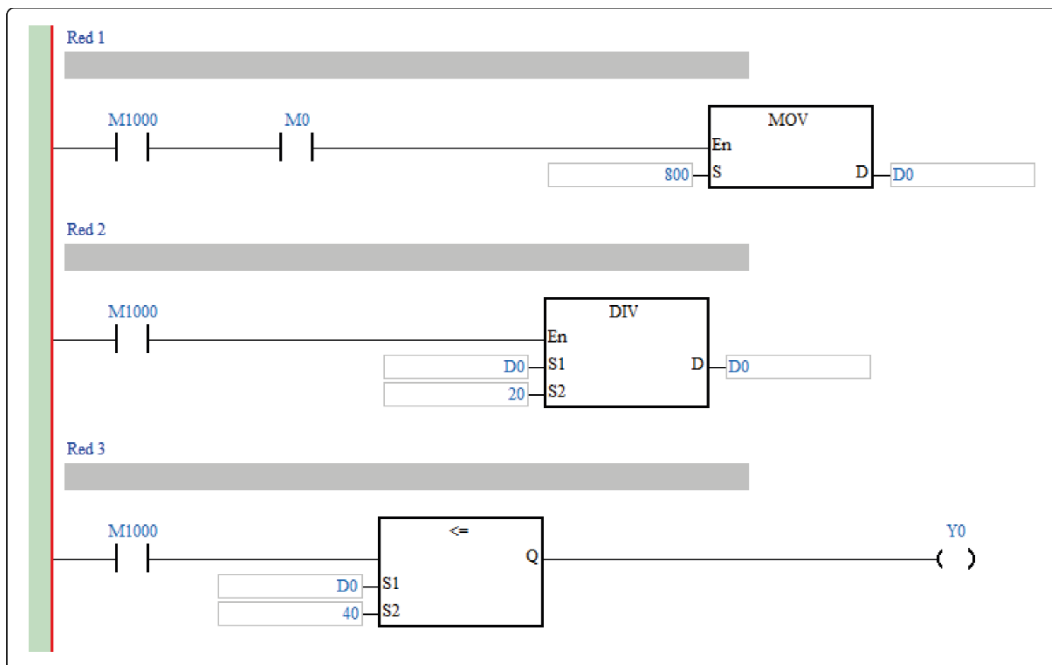 Red 1
M1000 M0 MOV
En
800 S D D0
Red 2
M1000 DIV
En
D0 S1 D D0
20 S2
Red 3
M1000 <= Y0
Q
D0 S1
40 S2